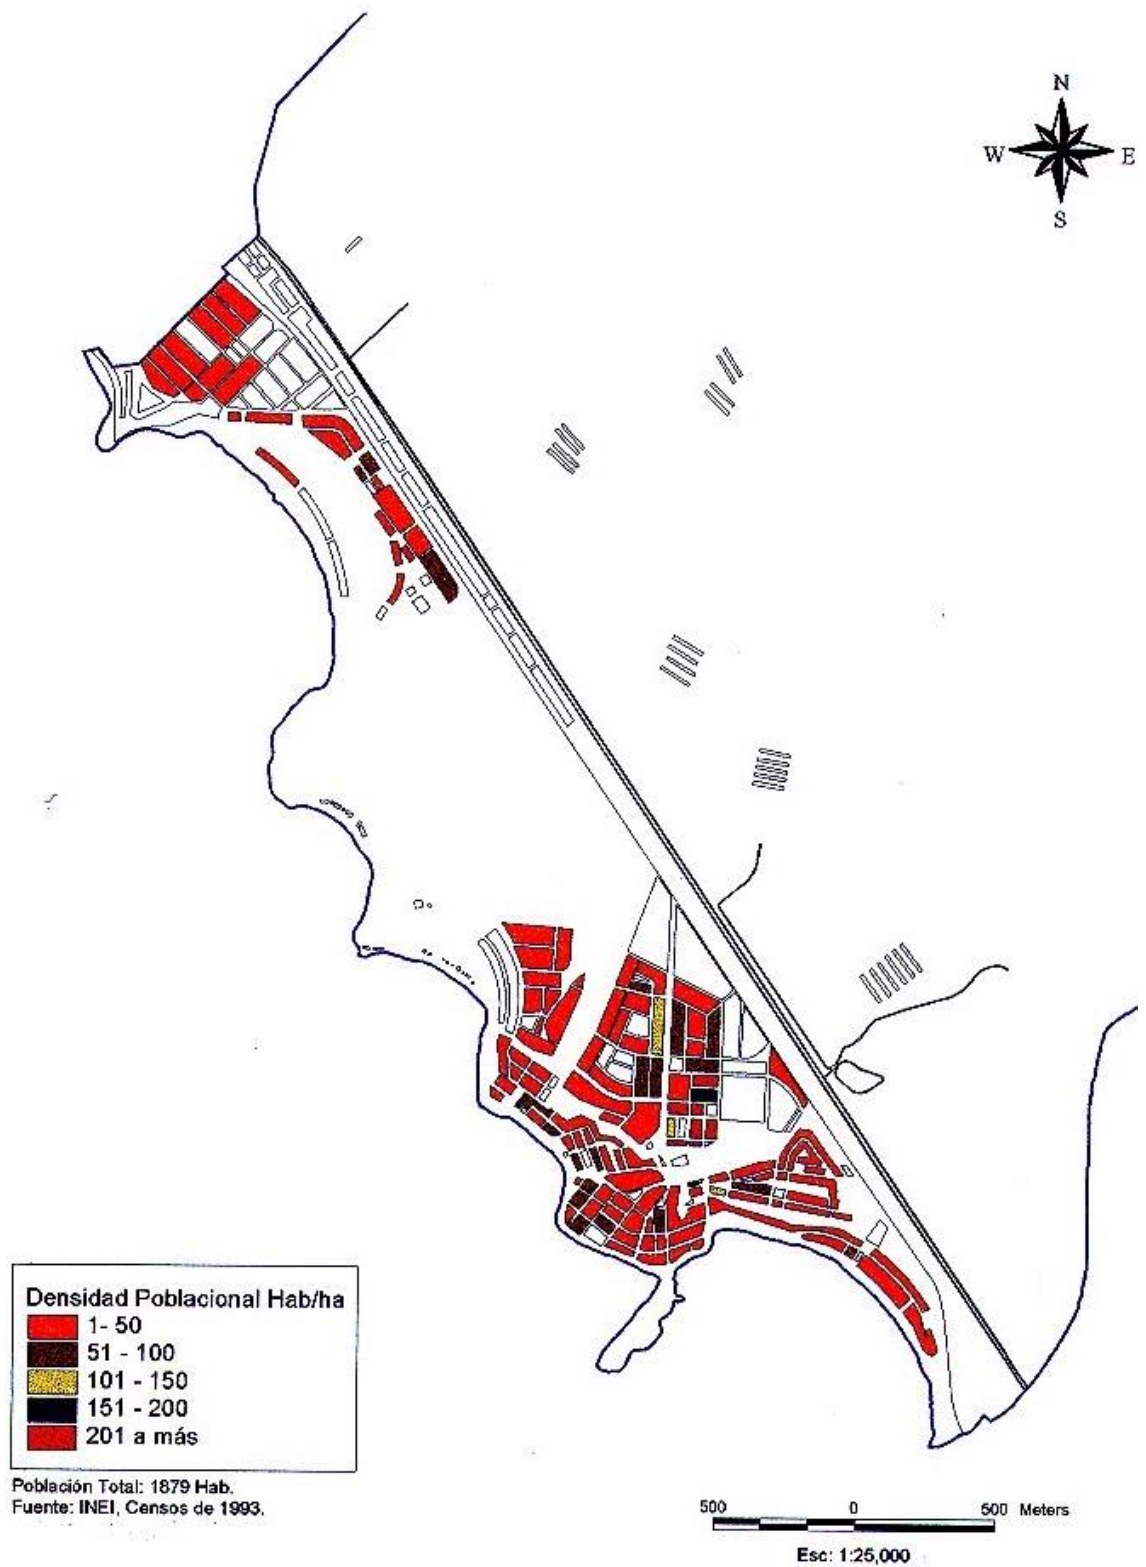 N
W E
S
Densidad Poblacional Hab/ha
1- 50
51 - 100
101 - 150
151 - 200
201 a más
Población Total: 1879 Hab.
Fuente: INEI, Censos de 1993.
500 0 500 Meters
Esc: 1:25,000